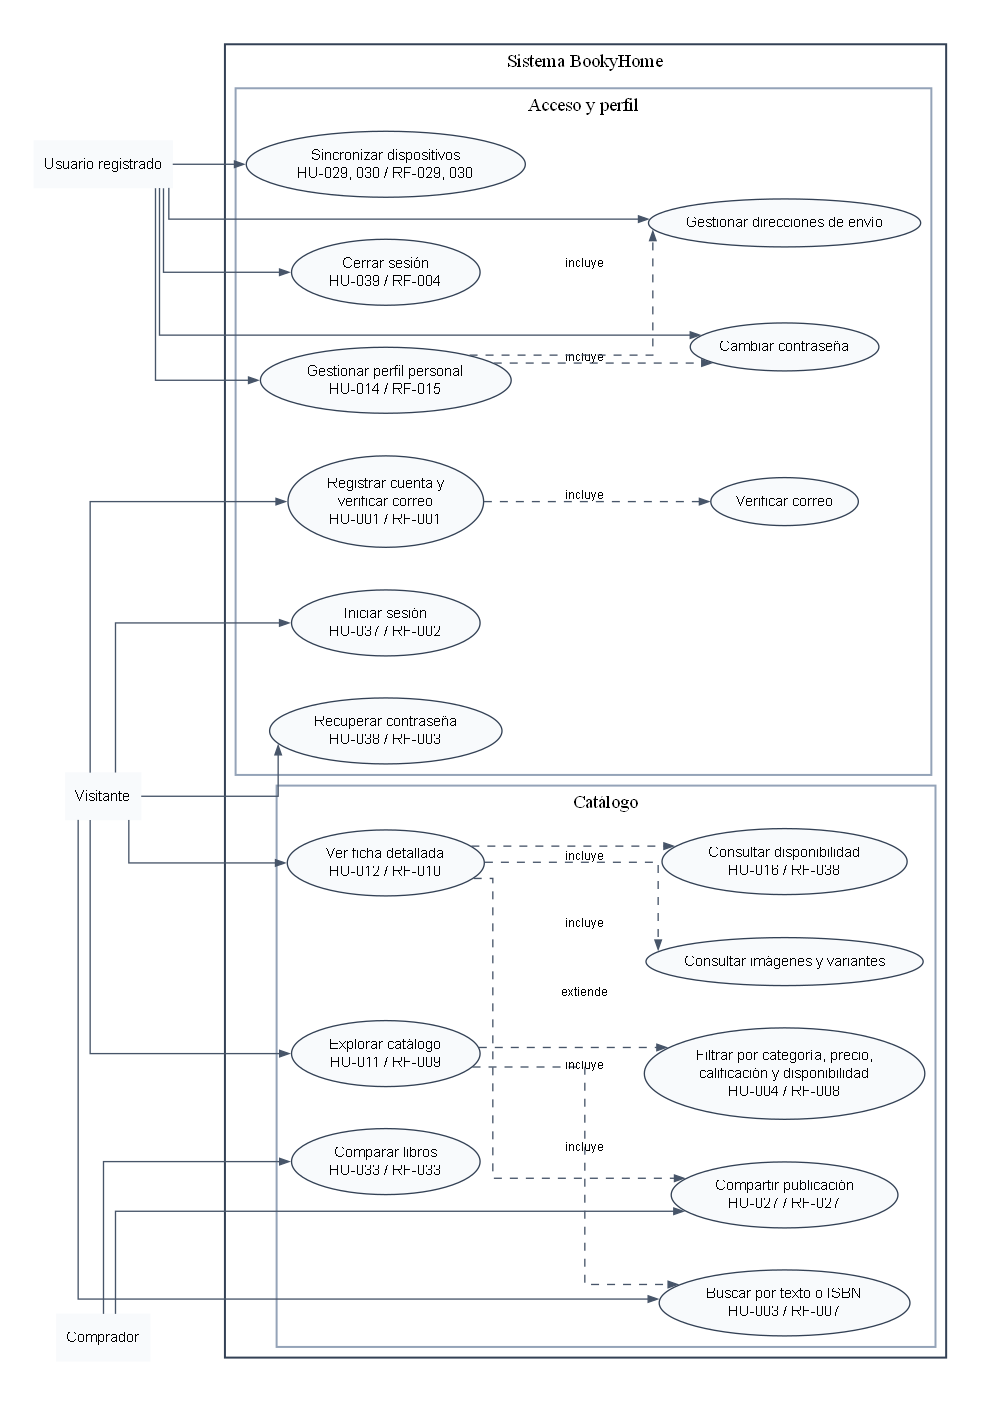 Sistema BookyHome
Acceso y perfil
Usuario registrado
Sincronizar dispositivos
HU-029, 030 / RF-029, 030
Gestionar direcciones de envío
incluye
Cerrar sesión
HU-039 / RF-004
Cambiar contraseña
incluye
Gestionar perfil personal
HU-014 / RF-015
Registrar cuenta y
verificar correo
HU-001 / RF-001
incluye
Verificar correo
Iniciar sesión
HU-037 / RF-002
Recuperar contraseña
HU-038 / RF-003
Visitante
Catálogo
Ver ficha detallada
HU-012 / RF-010
incluye
Consultar disponibilidad
HU-016 / RF-038
incluye
Consultar imágenes y variantes
extiende
Explorar catálogo
HU-011 / RF-009
incluye
Filtrar por categoría, precio,
calificación y disponibilidad
HU-004 / RF-008
Comparar libros
HU-033 / RF-033
incluye
Compartir publicación
HU-027 / RF-027
Buscar por texto o ISBN
HU-003 / RF-007
Comprador